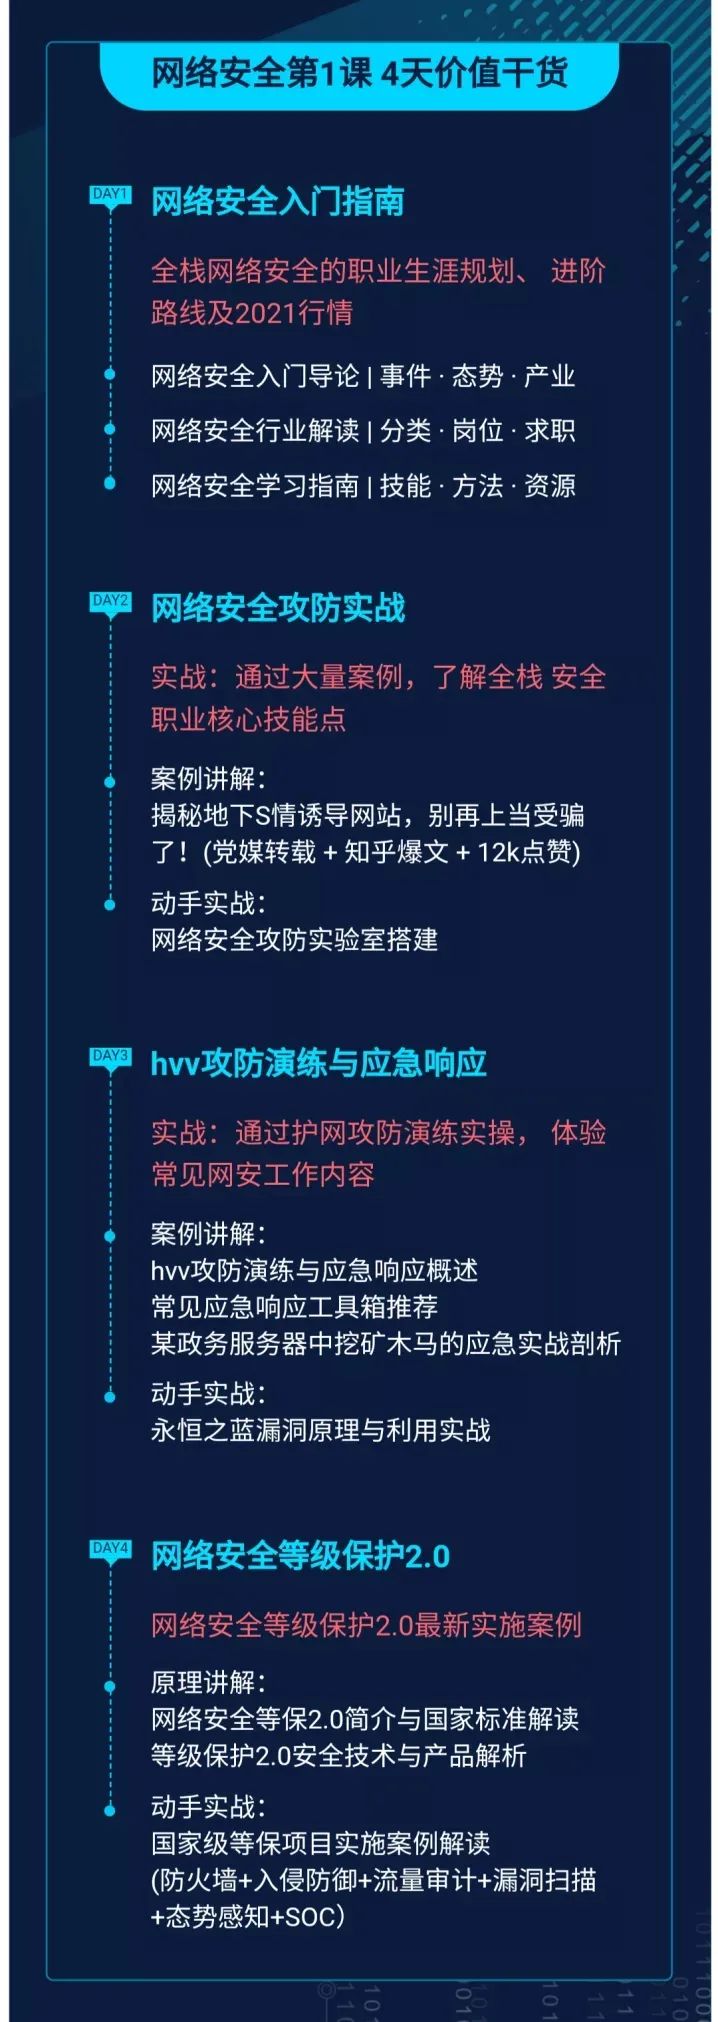 网络安全第1课 4天价值干货
DAY1
网络安全入门指南
全栈网络安全的职业生涯规划、 进阶
路线及2021行情
网络安全入门导论 | 事件 · 态势 · 产业
网络安全行业解读 | 分类 · 岗位 · 求职
网络安全学习指南 | 技能 · 方法 · 资源
DAY2
网络安全攻防实战
实战：通过大量案例，了解全栈 安全
职业核心技能点
案例讲解：
揭秘地下S情诱导网站，别再上当受骗
了！(党媒转载 + 知乎爆文 + 12k点赞)
动手实战：
网络安全攻防实验室搭建
DAY3
hvv攻防演练与应急响应
实战：通过护网攻防演练实操， 体验
常见网安工作内容
案例讲解：
hvv攻防演练与应急响应概述
常见应急响应工具箱推荐
某政务服务器中挖矿木马的应急实战剖析
动手实战：
永恒之蓝漏洞原理与利用实战
DAY4
网络安全等级保护2.0
网络安全等级保护2.0最新实施案例
原理讲解：
网络安全等保2.0简介与国家标准解读
等级保护2.0安全技术与产品解析
动手实战：
国家级等保项目实施案例解读
(防火墙+入侵防御+流量审计+漏洞扫描
+态势感知+SOC）